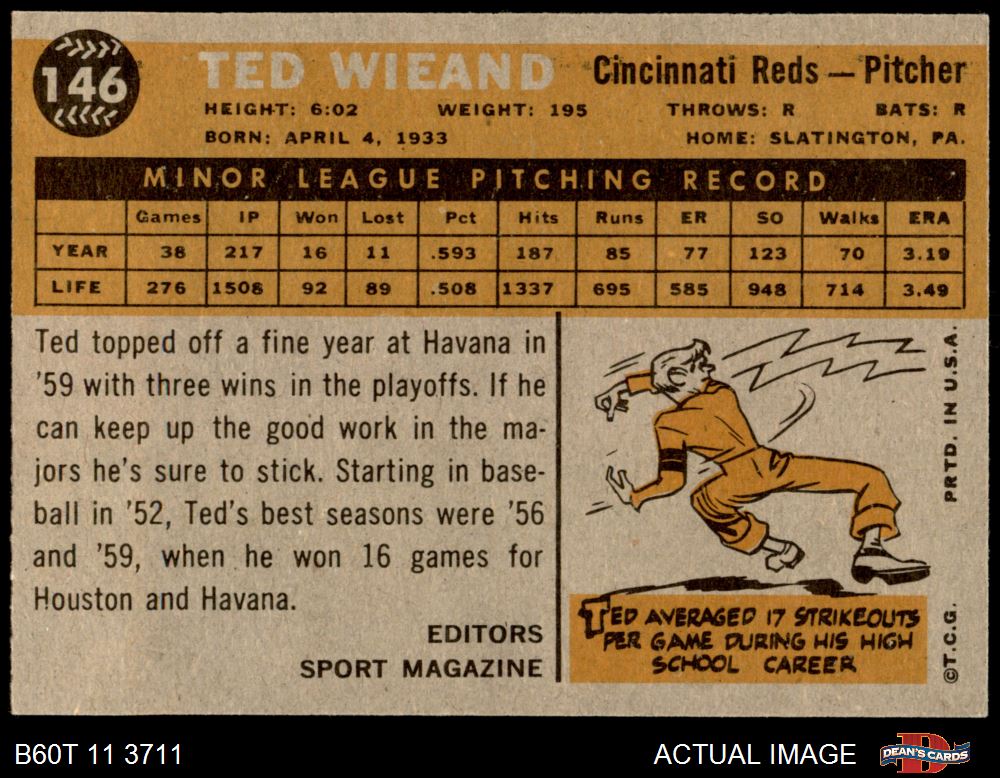 146
TED WIEAND Cincinnati Reds — Pitcher
HEIGHT: 6:02 WEIGHT: 195 THROWS: R BATS: R
BORN: APRIL 4, 1933 HOME: SLATINGTON, PA.
MINOR LEAGUE PITCHING RECORD
Games IP Won Lost Pct Hits Runs ER SO Walks ERA
YEAR 38 217 16 11 .593 187 85 77 123 70 3.19
LIFE 276 1508 92 89 .508 1337 695 585 948 714 3.49
Ted topped off a fine year at Havana in
'59 with three wins in the playoffs. If he
can keep up the good work in the ma-
jors he's sure to stick. Starting in base-
ball in '52, Ted's best seasons were '56
and '59, when he won 16 games for
Houston and Havana.
EDITORS
SPORT MAGAZINE
TED AVERAGED 17 STRIKEOUTS
PER GAME DURING HIS HIGH
SCHOOL CAREER
©T.C.G. PRTD. IN U.S.A.
B60T 11 3711 ACTUAL IMAGE DEAN'S CARDS